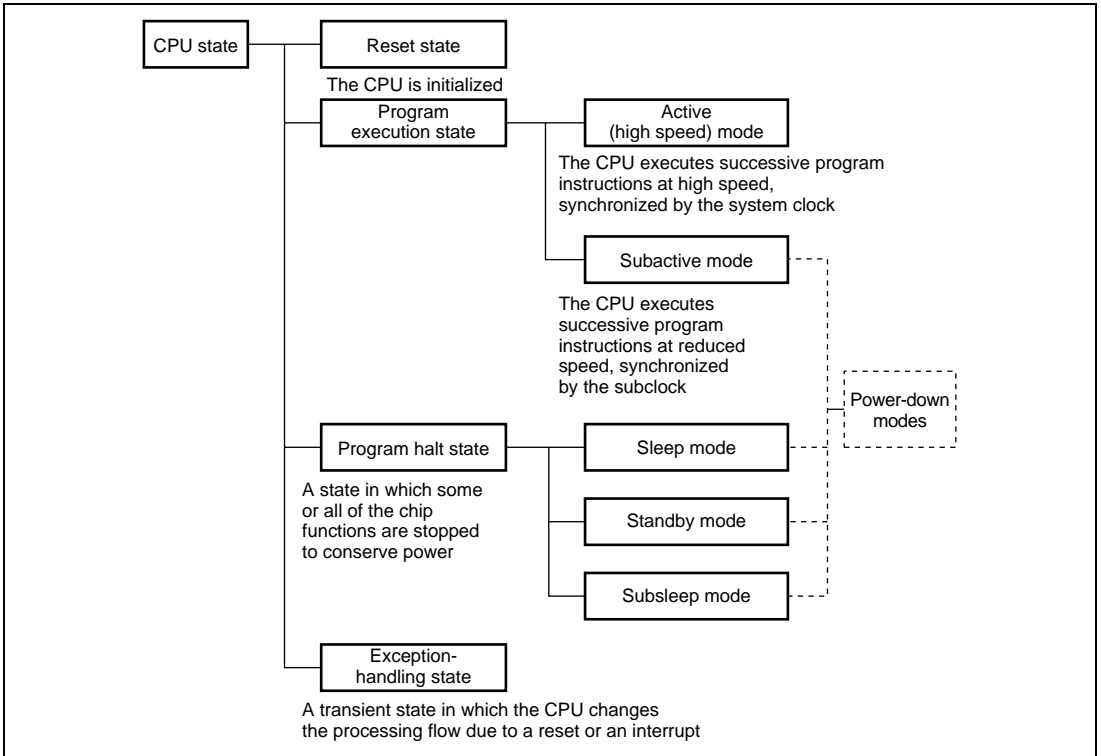 CPU state
Reset state
The CPU is initialized
Program
execution state
Active
(high speed) mode
The CPU executes successive program
instructions at high speed,
synchronized by the system clock
Subactive mode
The CPU executes
successive program
instructions at reduced
speed, synchronized
by the subclock
Power-down
modes
Program halt state
Sleep mode
A state in which some
or all of the chip
functions are stopped
to conserve power
Standby mode
Subsleep mode
Exception-
handling state
A transient state in which the CPU changes
the processing flow due to a reset or an interrupt